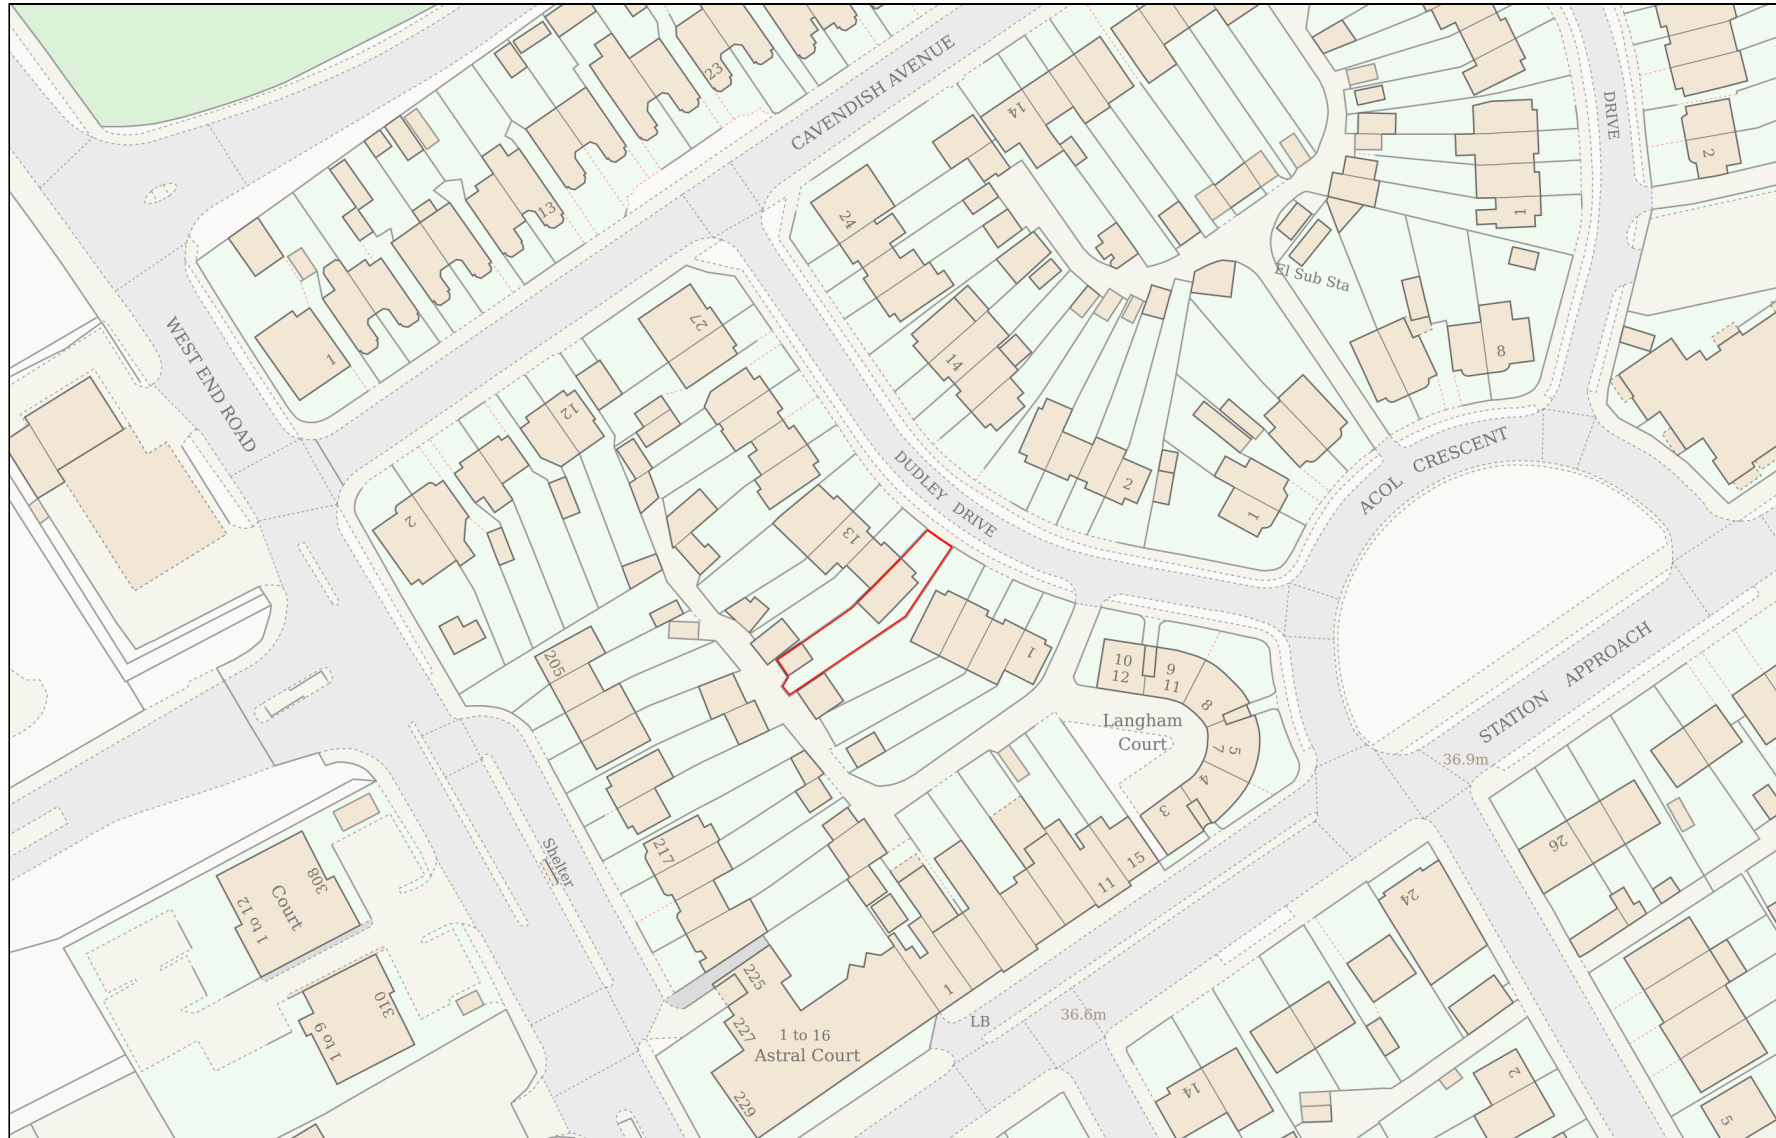 CAVENDISH AVENUE
DRIVE
23
14
2
13
24
1
El Sub Sta
WEST END ROAD
1
27
14
8
12
2
DUDLEY DRIVE
2
1
ACOL CRESCENT
13
205
1
10
12
9
11
8
Langham
Court
5
7
4
3
STATION APPROACH
36.9m
Shelter
217
15
11
26
24
308
Court
1 to 12
310
1 to 9
225
227
229
1
1 to 16
Astral Court
LB
36.6m
14
2
5